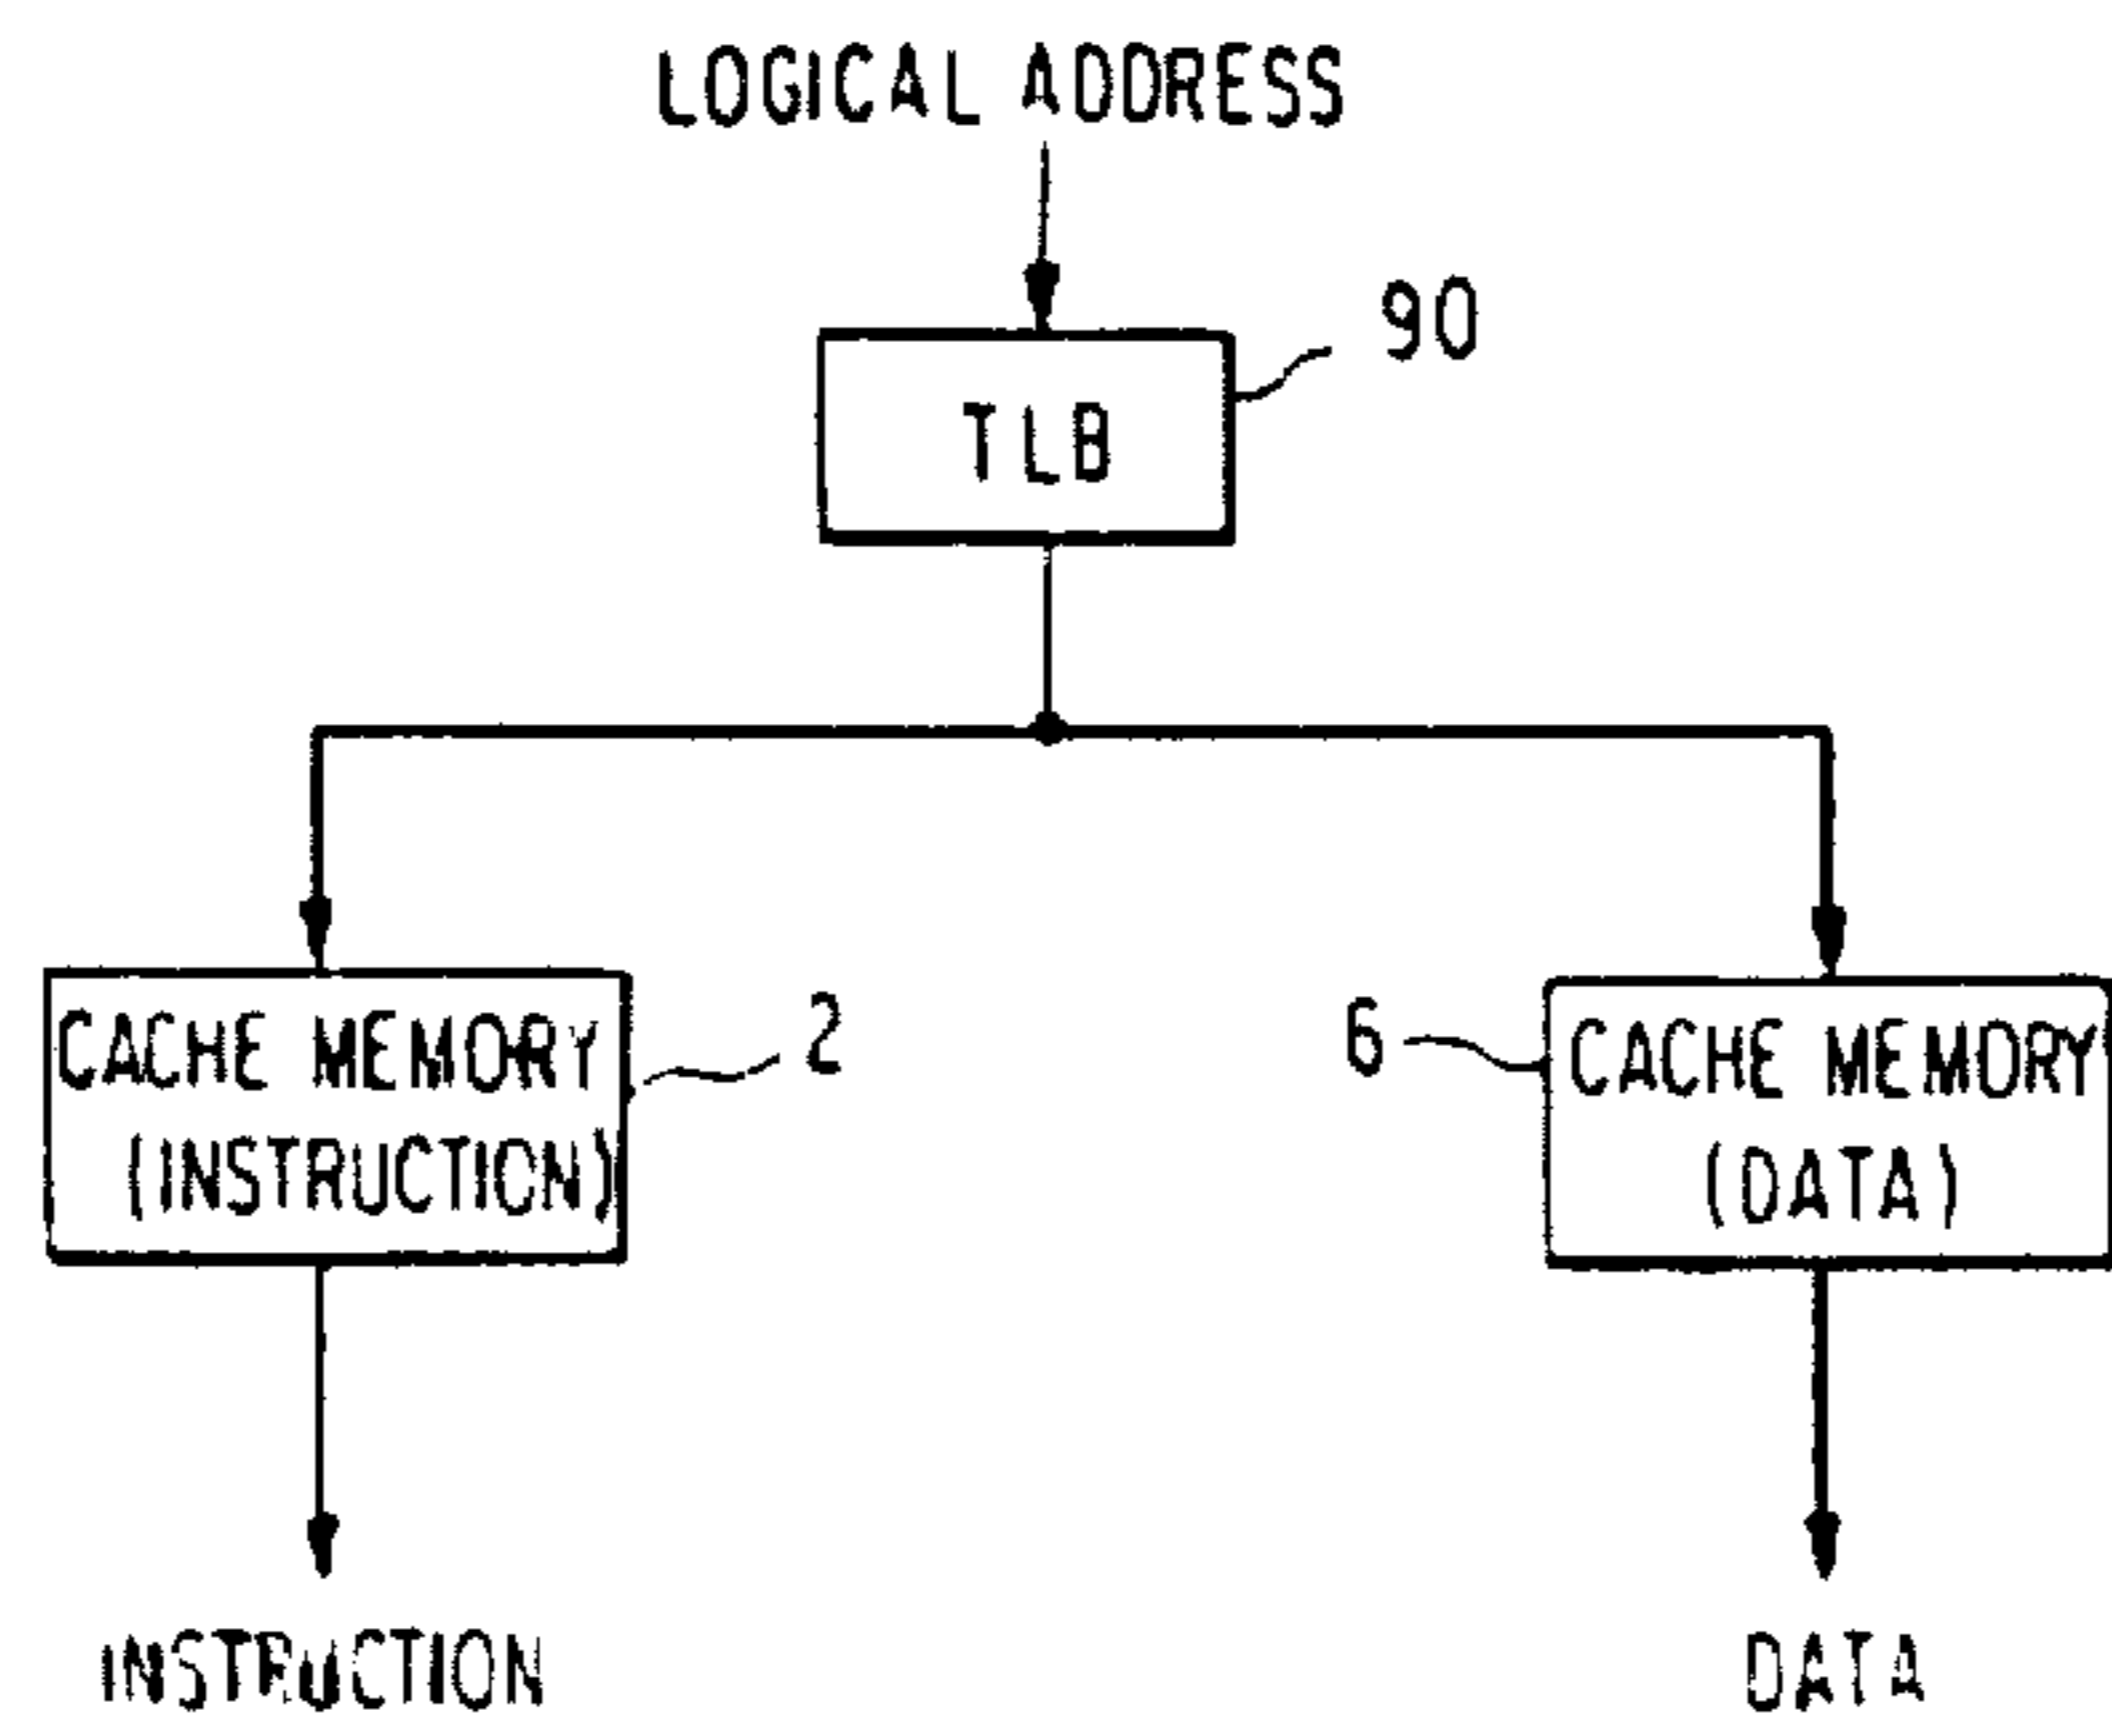 LOGICAL ADDRESS
90
TLB
CACHE MEMORY
(INSTRUCTION)
2
6
CACHE MEMORY
(DATA)
INSTRUCTION
DATA